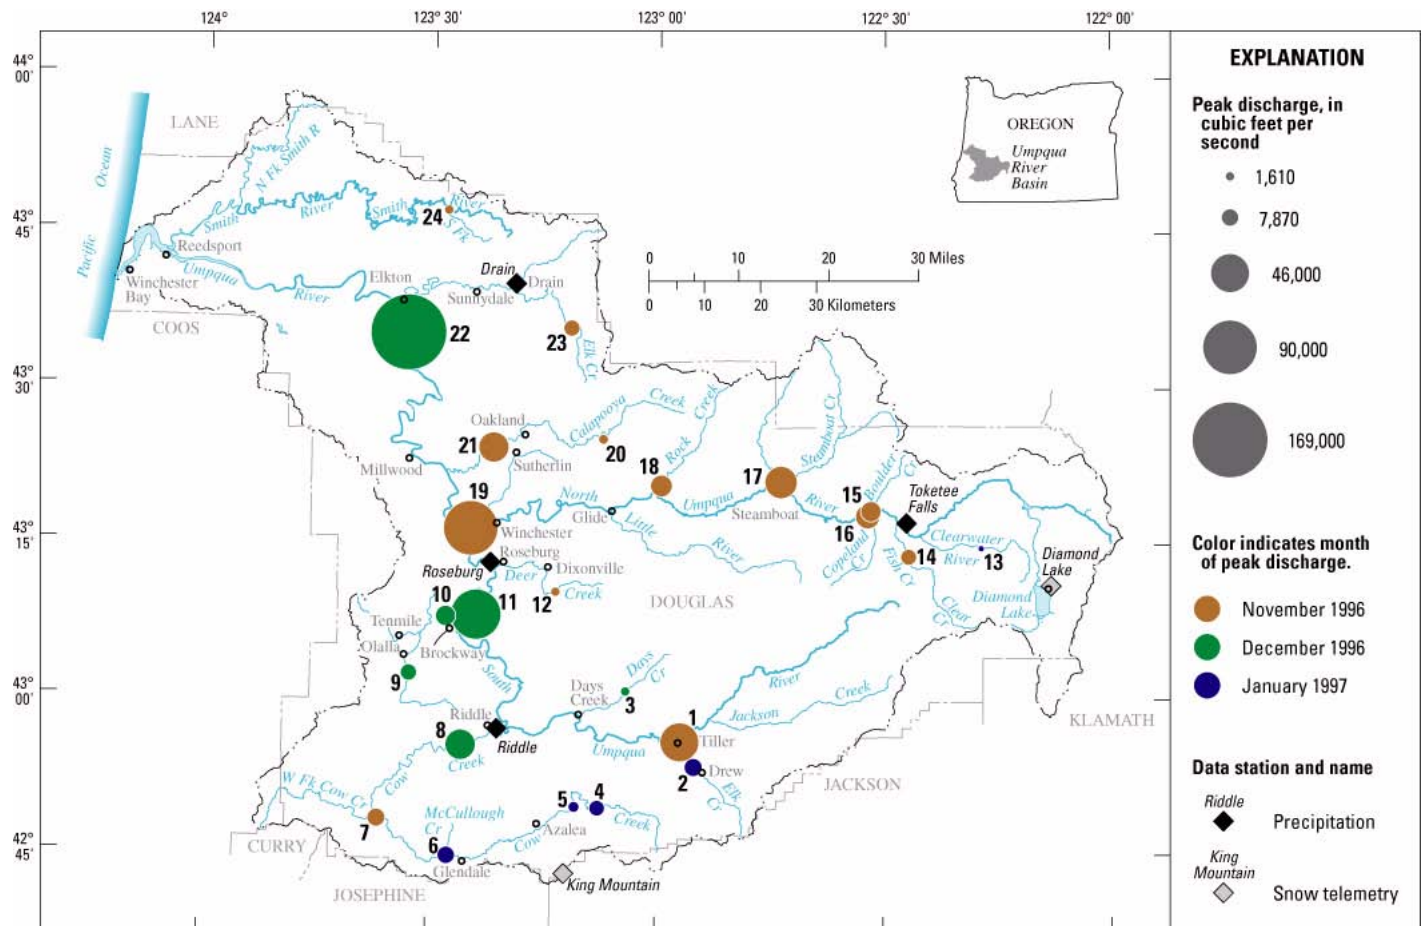 124°
123° 30'
123° 00'
122° 30'
122° 00'
44°
00'
43°
45'
43°
30'
43°
15'
43°
00'
42°
45'
LANE
N Fk Smith R
Pacific Ocean
Smith River
Smith River
S Fk
24
Reedsport
Winchester
Bay
Umpqua River
COOS
Elkton
Sunnydale
Drain
Drain
22
23
Elk Cr
OREGON
Umpqua
River
Basin
0 10 20 30 Miles
0 10 20 30 Kilometers
Oakland
Calapooya Creek
21
20
Sutherlin
Millwood
Rock Creek
18
Steamboat Cr
17
Steamboat
19
North Umpqua River
Winchester
Glide
Little River
Boulder Cr
15
16
Copeland Cr
Toketee
Falls
Clearwater River
13
14
Fish Cr
Clear Cr
Diamond
Lake
Diamond
Lake
Roseburg
Roseburg
Deer Creek
Dixonville
12
DOUGLAS
10
11
Tenmile
Olalla
Brockway
9
South Umpqua River
Days Cr
Days
Creek
3
Jackson Creek
KLAMATH
Riddle
Riddle
8
Cow Creek
1
Tiller
2
Drew
Elk Cr
JACKSON
W Fk Cow Cr
7
McCullough
Cr
6
Glendale
5
4
Azalea
Cow Creek
CURRY
JOSEPHINE
King Mountain
EXPLANATION
Peak discharge, in
cubic feet per
second
1,610
7,870
46,000
90,000
169,000
Color indicates month
of peak discharge.
November 1996
December 1996
January 1997
Data station and name
Riddle
Precipitation
King
Mountain
Snow telemetry